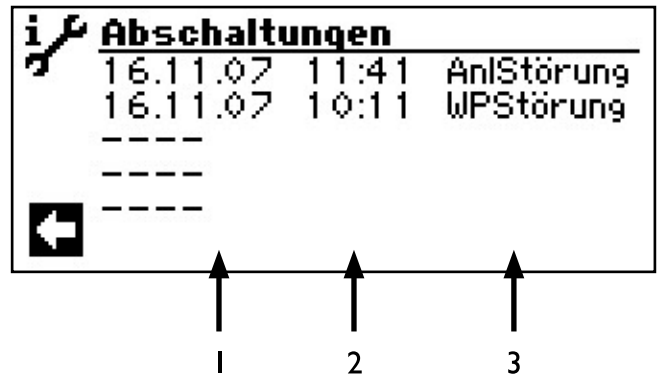 i Abschaltungen
16.11.07 11:41 AnlStörung
16.11.07 10:11 WPStörung
----
----
----
1 2 3